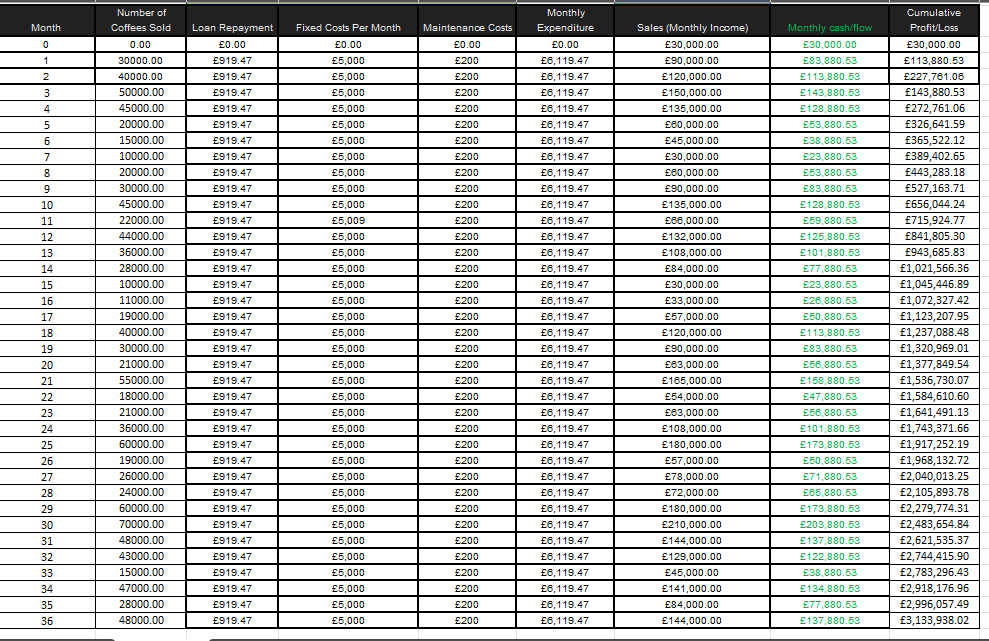 Month Number of Coffees Sold Loan Repayment Fixed Costs Per Month Maintenance Costs Monthly Expenditure Sales (Monthly Income) Monthly cash/flow Cumulative Profit/Loss
0 0.00 £0.00 £0.00 £0.00 £0.00 £30,000.00 £30,000.00 £30,000.00
1 30000.00 £919.47 £5,000 £200 £6,119.47 £90,000.00 £83,880.53 £113,880.53
2 40000.00 £919.47 £5,000 £200 £6,119.47 £120,000.00 £113,880.53 £227,761.06
3 50000.00 £919.47 £5,000 £200 £6,119.47 £150,000.00 £143,880.53 £143,880.53
4 45000.00 £919.47 £5,000 £200 £6,119.47 £135,000.00 £128,880.53 £272,761.06
5 20000.00 £919.47 £5,000 £200 £6,119.47 £60,000.00 £53,880.53 £326,641.59
6 15000.00 £919.47 £5,000 £200 £6,119.47 £45,000.00 £38,880.53 £365,522.12
7 10000.00 £919.47 £5,000 £200 £6,119.47 £30,000.00 £23,880.53 £389,402.65
8 20000.00 £919.47 £5,000 £200 £6,119.47 £60,000.00 £53,880.53 £443,283.18
9 30000.00 £919.47 £5,000 £200 £6,119.47 £90,000.00 £83,880.53 £527,163.71
10 45000.00 £919.47 £5,000 £200 £6,119.47 £135,000.00 £128,880.53 £656,044.24
11 22000.00 £919.47 £5,009 £200 £6,119.47 £66,000.00 £59,880.53 £715,924.77
12 44000.00 £919.47 £5,000 £200 £6,119.47 £132,000.00 £125,880.53 £841,805.30
13 36000.00 £919.47 £5,000 £200 £6,119.47 £108,000.00 £101,880.53 £943,685.83
14 28000.00 £919.47 £5,000 £200 £6,119.47 £84,000.00 £77,880.53 £1,021,566.36
15 10000.00 £919.47 £5,000 £200 £6,119.47 £30,000.00 £23,880.53 £1,045,446.89
16 11000.00 £919.47 £5,000 £200 £6,119.47 £33,000.00 £26,880.53 £1,072,327.42
17 19000.00 £919.47 £5,000 £200 £6,119.47 £57,000.00 £50,880.53 £1,123,207.95
18 40000.00 £919.47 £5,000 £200 £6,119.47 £120,000.00 £113,880.53 £1,237,088.48
19 30000.00 £919.47 £5,000 £200 £6,119.47 £90,000.00 £83,880.53 £1,320,969.01
20 21000.00 £919.47 £5,000 £200 £6,119.47 £63,000.00 £56,880.53 £1,377,849.54
21 55000.00 £919.47 £5,000 £200 £6,119.47 £165,000.00 £158,880.53 £1,536,730.07
22 18000.00 £919.47 £5,000 £200 £6,119.47 £54,000.00 £47,880.53 £1,584,610.60
23 21000.00 £919.47 £5,000 £200 £6,119.47 £63,000.00 £56,880.53 £1,641,491.13
24 36000.00 £919.47 £5,000 £200 £6,119.47 £108,000.00 £101,880.53 £1,743,371.66
25 60000.00 £919.47 £5,000 £200 £6,119.47 £180,000.00 £173,880.53 £1,917,252.19
26 19000.00 £919.47 £5,000 £200 £6,119.47 £57,000.00 £50,880.53 £1,968,132.72
27 26000.00 £919.47 £5,000 £200 £6,119.47 £78,000.00 £71,880.53 £2,040,013.25
28 24000.00 £919.47 £5,000 £200 £6,119.47 £72,000.00 £65,880.53 £2,105,893.78
29 60000.00 £919.47 £5,000 £200 £6,119.47 £180,000.00 £173,880.53 £2,279,774.31
30 70000.00 £919.47 £5,000 £200 £6,119.47 £210,000.00 £203,880.53 £2,483,654.84
31 48000.00 £919.47 £5,000 £200 £6,119.47 £144,000.00 £137,880.53 £2,621,535.37
32 43000.00 £919.47 £5,000 £200 £6,119.47 £129,000.00 £122,880.53 £2,744,415.90
33 15000.00 £919.47 £5,000 £200 £6,119.47 £45,000.00 £38,880.53 £2,783,296.43
34 47000.00 £919.47 £5,000 £200 £6,119.47 £141,000.00 £134,880.53 £2,918,176.96
35 28000.00 £919.47 £5,000 £200 £6,119.47 £84,000.00 £77,880.53 £2,996,057.49
36 48000.00 £919.47 £5,000 £200 £6,119.47 £144,000.00 £137,880.53 £3,133,938.02